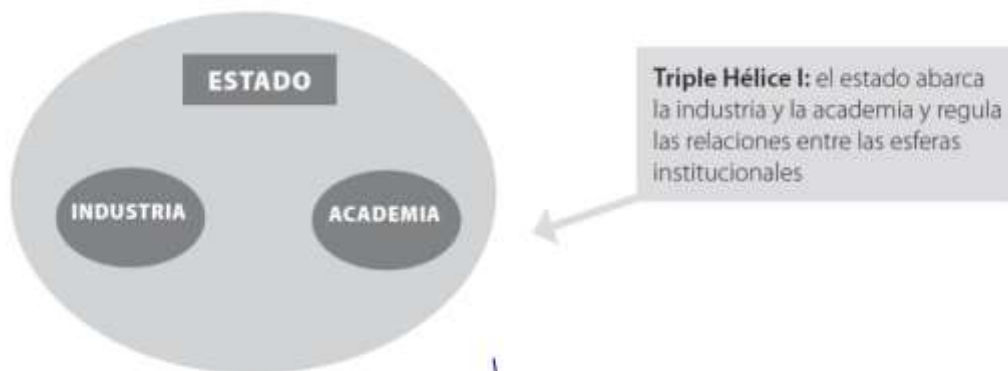 ESTADO
INDUSTRIA
ACADEMIA
Triple Hélice I: el estado abarca
la industria y la academia y regula
las relaciones entre las esferas
institucionales